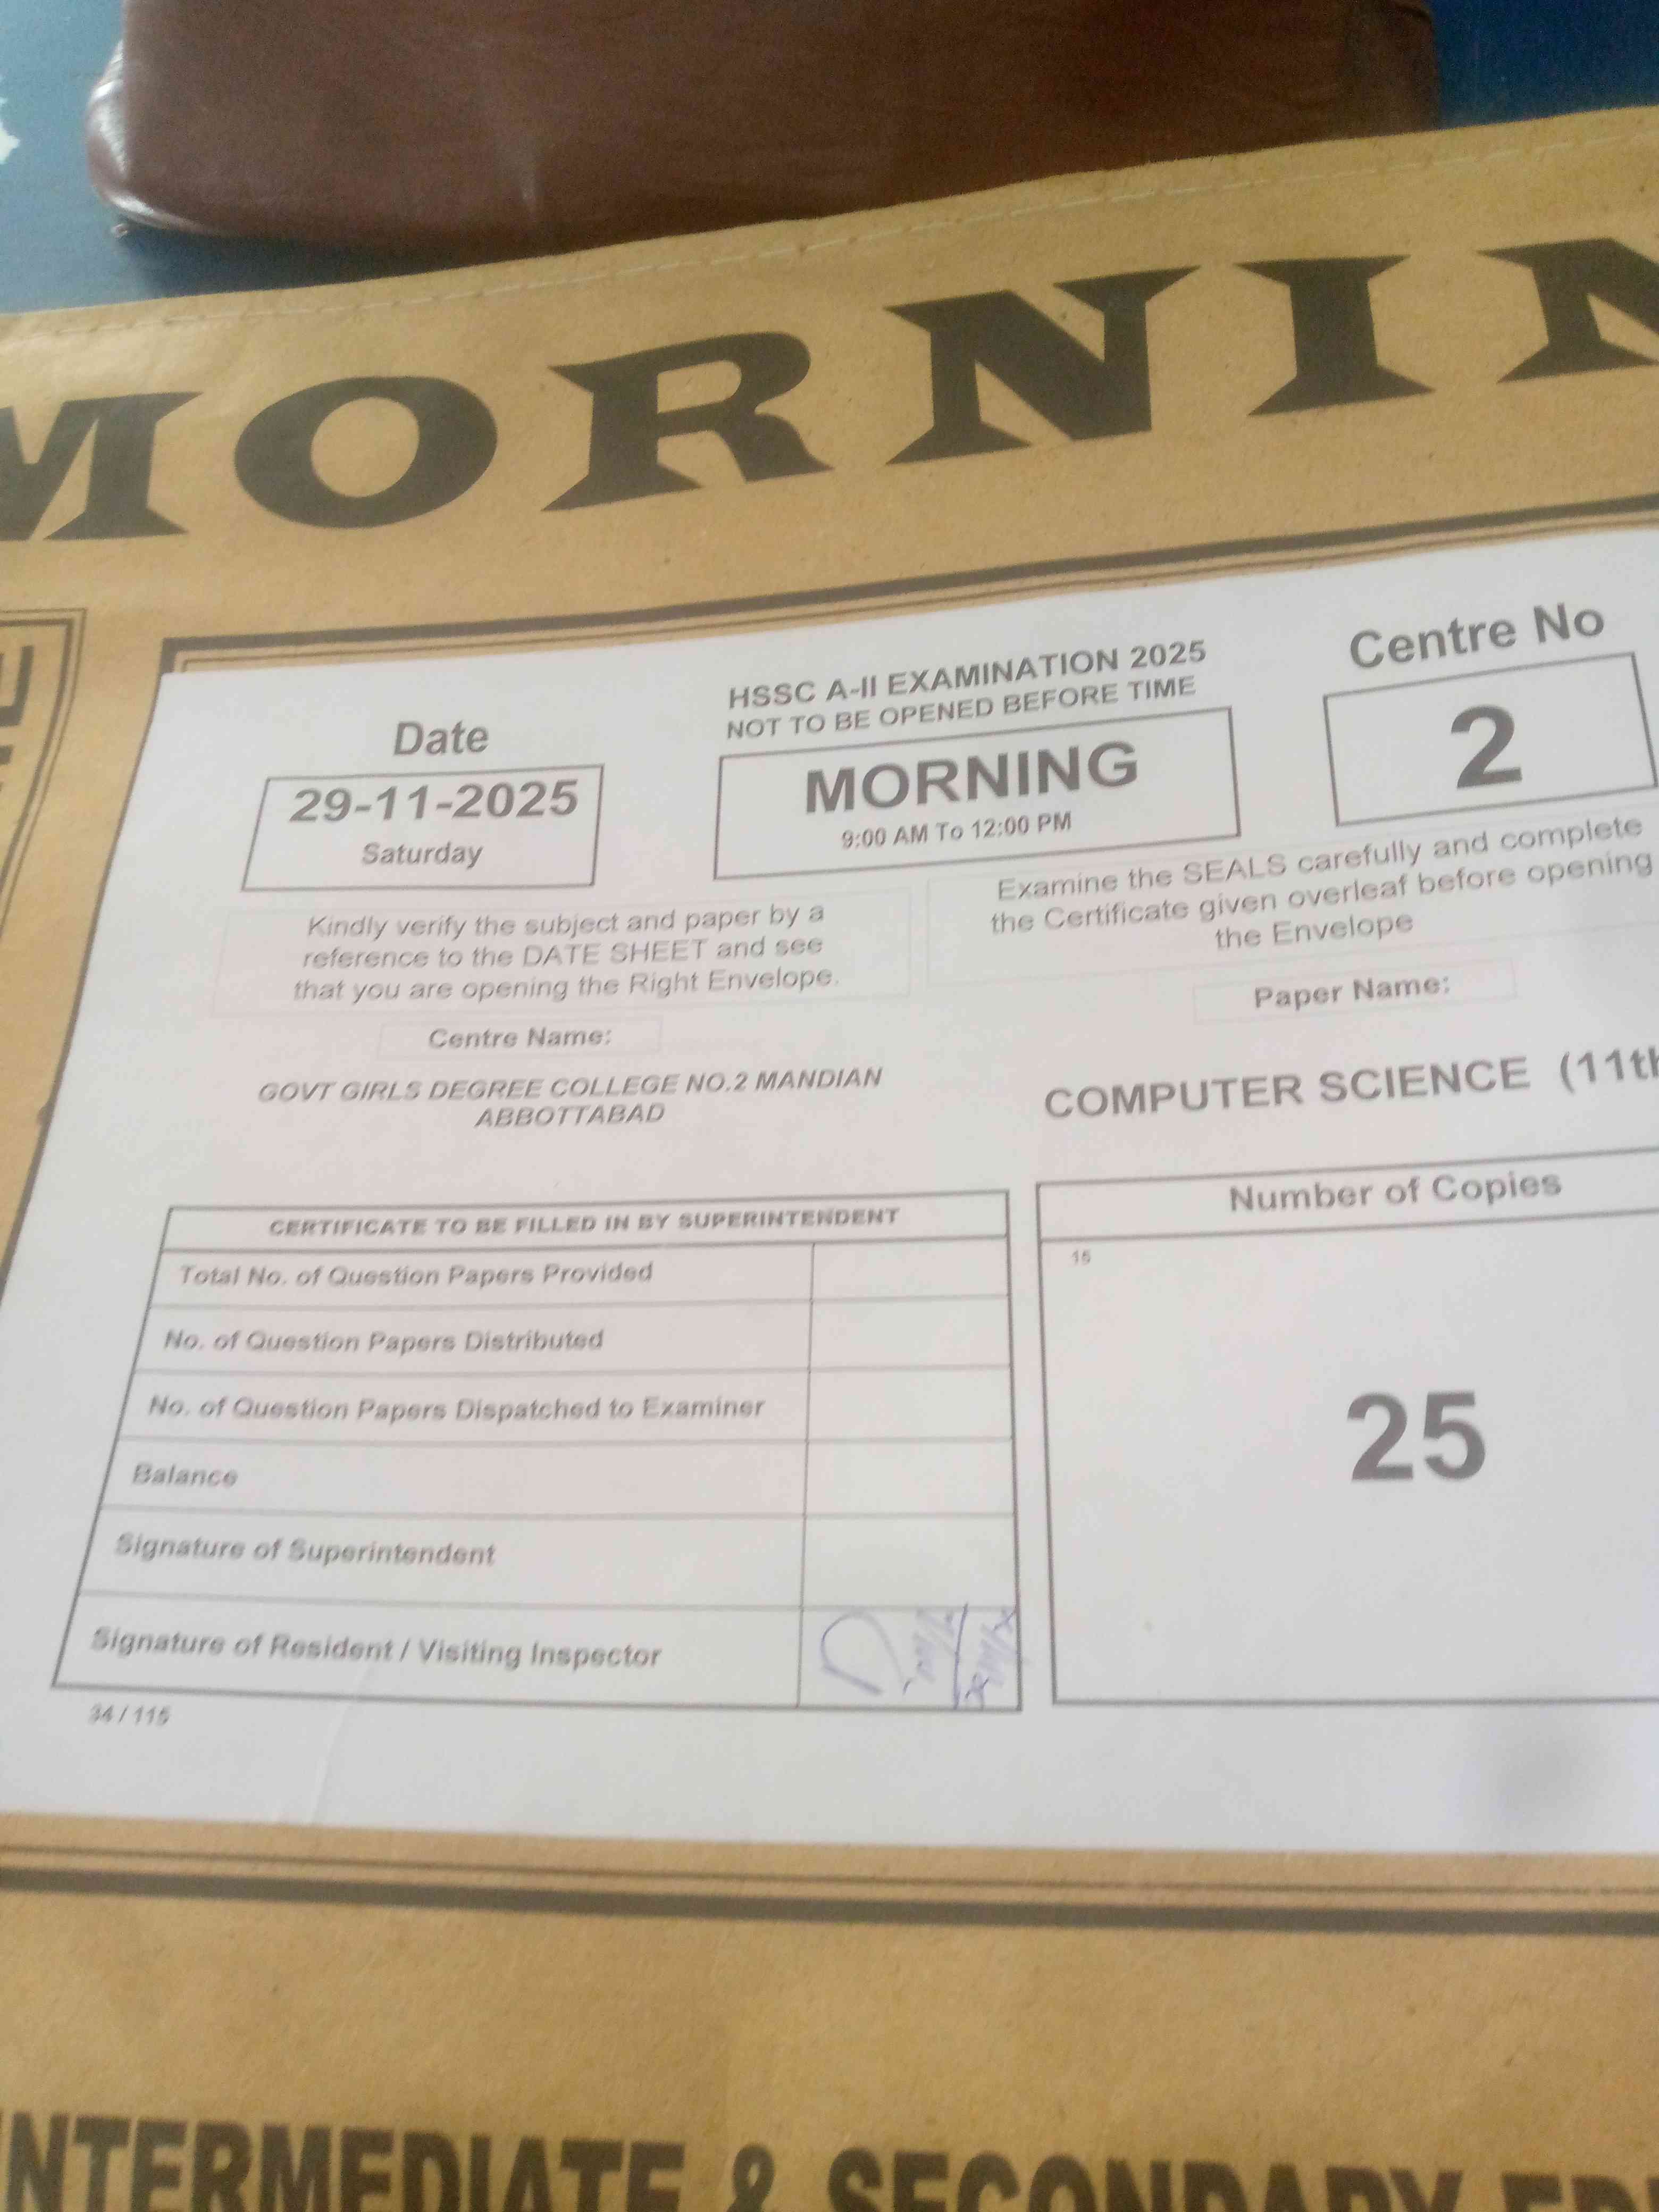 MORNIN
HSSC A-II EXAMINATION 2025
NOT TO BE OPENED BEFORE TIME
Centre No
2
Date
29-11-2025
Saturday
MORNING
9:00 AM To 12:00 PM
Kindly verify the subject and paper by a
reference to the DATE SHEET and see
that you are opening the Right Envelope.
Examine the SEALS carefully and complete
the Certificate given overleaf before opening
the Envelope
Centre Name:
GOVT GIRLS DEGREE COLLEGE NO.2 MANDIAN
ABBOTTABAD
Paper Name:
COMPUTER SCIENCE (11th
CERTIFICATE TO BE FILLED IN BY SUPERINTENDENT
Total No. of Question Papers Provided
No. of Question Papers Distributed
No. of Question Papers Dispatched to Examiner
Balance
Signature of Superintendent
Signature of Resident / Visiting Inspector
34 / 115
Number of Copies
15
25
NTERMEDIATE & SECONDARY ED